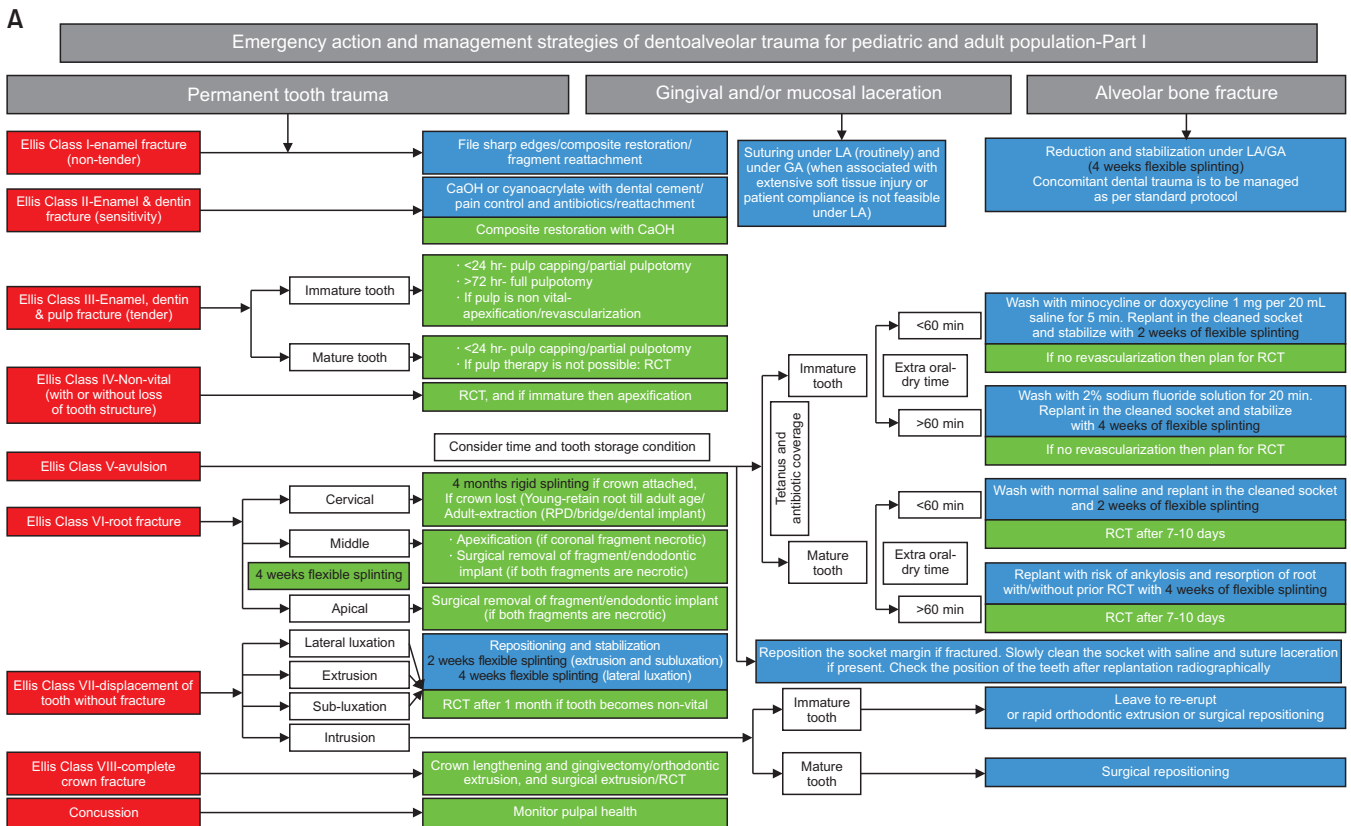 A
Emergency action and management strategies of dentoalveolar trauma for pediatric and adult population-Part I
Permanent tooth trauma
Gingival and/or mucosal laceration
Alveolar bone fracture
Ellis Class I-enamel fracture
(non-tender)
File sharp edges/composite restoration/
fragment reattachment
Ellis Class II-Enamel & dentin
fracture (sensitivity)
CaOH or cyanoacrylate with dental cement/
pain control and antibiotics/reattachment
Composite restoration with CaOH
Suturing under LA (routinely) and
under GA (when associated with
extensive soft tissue injury or
patient compliance is not feasible
under LA)
Reduction and stabilization under LA/GA
(4 weeks flexible splinting)
Concomitant dental trauma is to be managed
as per standard protocol
Ellis Class III-Enamel, dentin
& pulp fracture (tender)
Immature tooth
· <24 hr- pulp capping/partial pulpotomy
· >72 hr- full pulpotomy
· If pulp is non vital-
apexification/revascularization
Mature tooth
· <24 hr- pulp capping/partial pulpotomy
· If pulp therapy is not possible: RCT
Ellis Class IV-Non-vital
(with or without loss
of tooth structure)
RCT, and if immature then apexification
Ellis Class V-avulsion
Consider time and tooth storage condition
Tetanus and
antibiotic coverage
Immature
tooth
<60 min
Extra oral-
dry time
>60 min
Wash with minocycline or doxycycline 1 mg per 20 mL
saline for 5 min. Replant in the cleaned socket
and stabilize with 2 weeks of flexible splinting
If no revascularization then plan for RCT
Wash with 2% sodium fluoride solution for 20 min.
Replant in the cleaned socket and stabilize
with 4 weeks of flexible splinting
If no revascularization then plan for RCT
Mature
tooth
<60 min
Extra oral-
dry time
>60 min
Wash with normal saline and replant in the cleaned socket
and 2 weeks of flexible splinting
RCT after 7-10 days
Replant with risk of ankylosis and resorption of root
with/without prior RCT with 4 weeks of flexible splinting
RCT after 7-10 days
Reposition the socket margin if fractured. Slowly clean the socket with saline and suture laceration
if present. Check the position of the teeth after replantation radiographically
Ellis Class VI-root fracture
Cervical
4 months rigid splinting if crown attached,
If crown lost (Young-retain root till adult age/
Adult-extraction (RPD/bridge/dental implant)
Middle
4 weeks flexible splinting
· Apexification (if coronal fragment necrotic)
· Surgical removal of fragment/endodontic
implant (if both fragments are necrotic)
Apical
Surgical removal of fragment/endodontic implant
(if both fragments are necrotic)
Ellis Class VII-displacement of
tooth without fracture
Lateral luxation
Extrusion
Sub-luxation
Intrusion
Repositioning and stabilization
2 weeks flexible splinting (extrusion and subluxation)
4 weeks flexible splinting (lateral luxation)
RCT after 1 month if tooth becomes non-vital
Immature
tooth
Leave to re-erupt
or rapid orthodontic extrusion or surgical repositioning
Mature
tooth
Surgical repositioning
Ellis Class VIII-complete
crown fracture
Crown lengthening and gingivectomy/orthodontic
extrusion, and surgical extrusion/RCT
Concussion
Monitor pulpal health